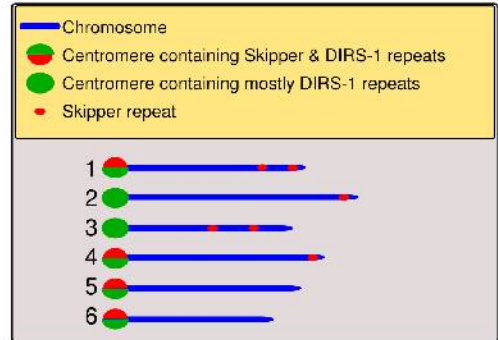 Chromosome
Centromere containing Skipper & DIRS-1 repeats
Centromere containing mostly DIRS-1 repeats
Skipper repeat
1
2
3
4
5
6